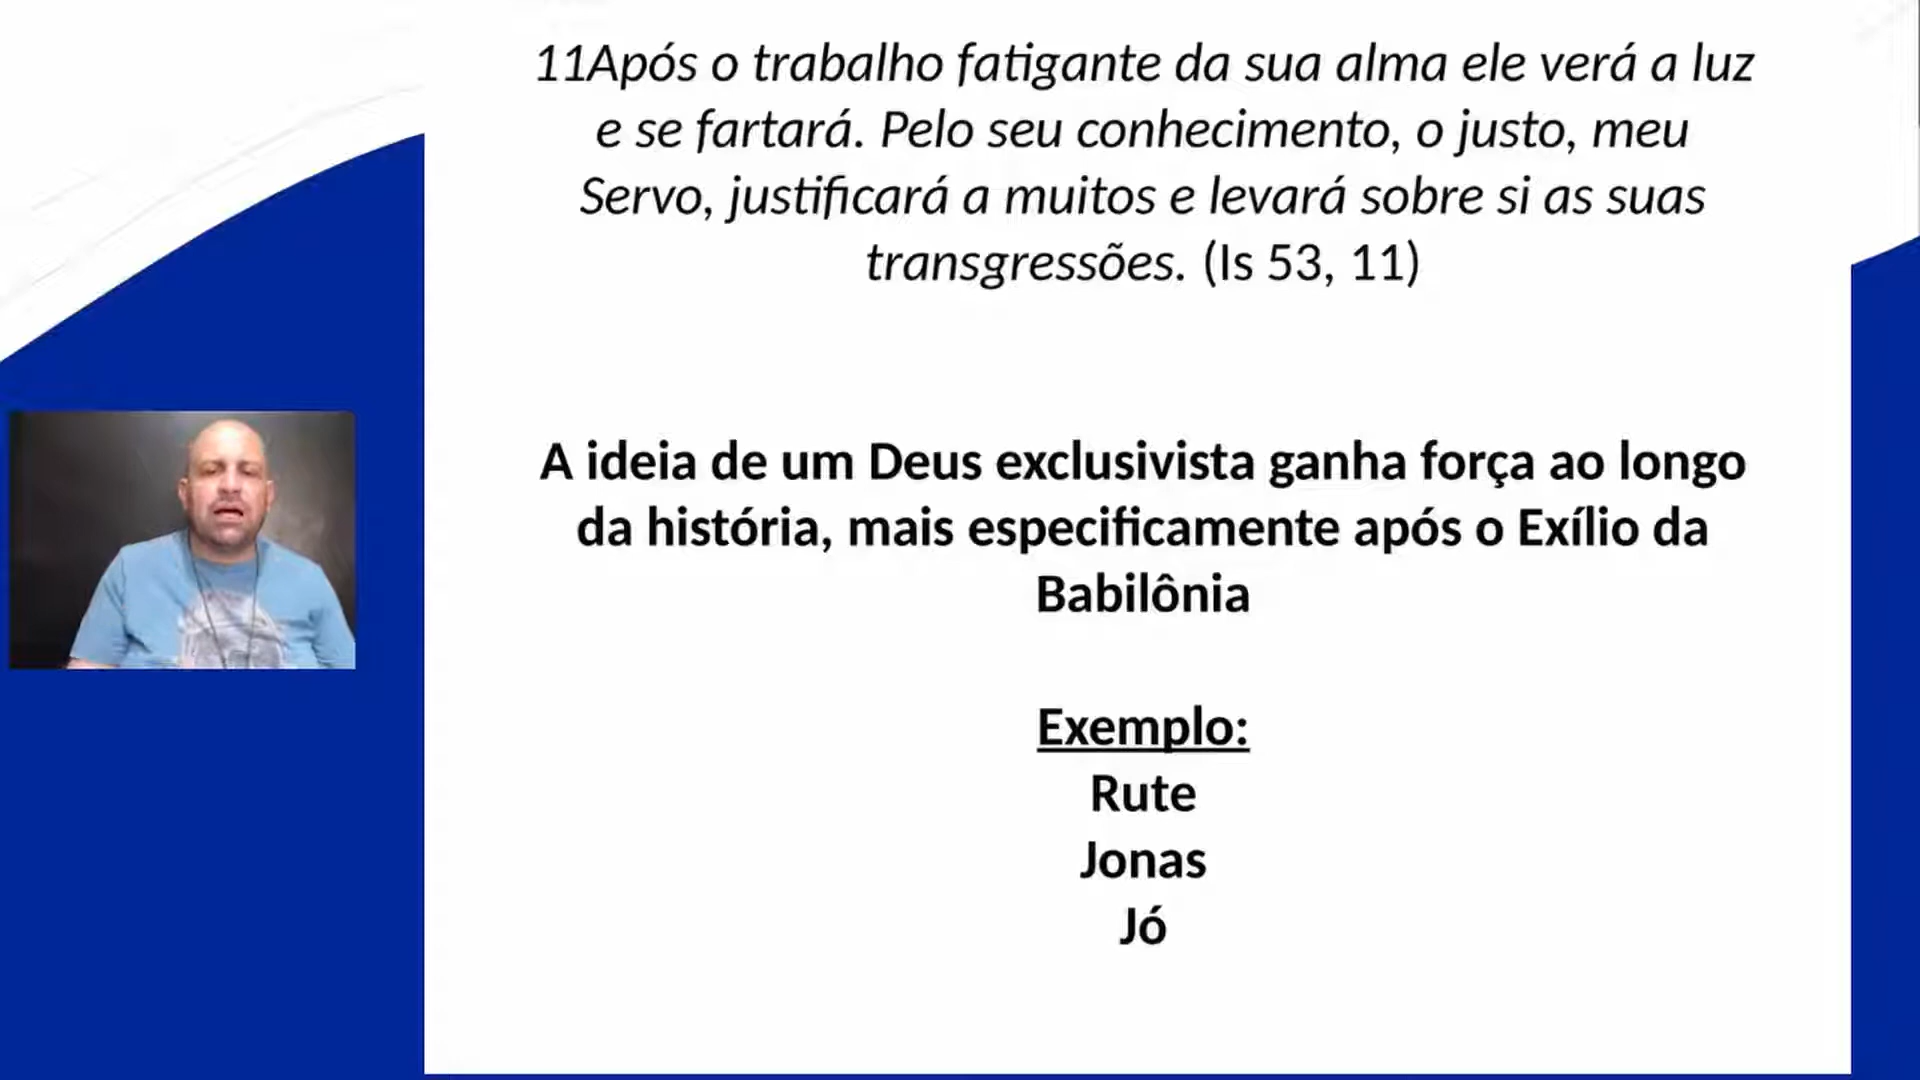 11Após o trabalho fatigante da sua alma ele verá a luz
e se fartará. Pelo seu conhecimento, o justo, meu
Servo, justificará a muitos e levará sobre si as suas
transgressões. (Is 53, 11)
A ideia de um Deus exclusivista ganha força ao longo
da história, mais especificamente após o Exílio da
Babilônia
Exemplo:
Rute
Jonas
Jó